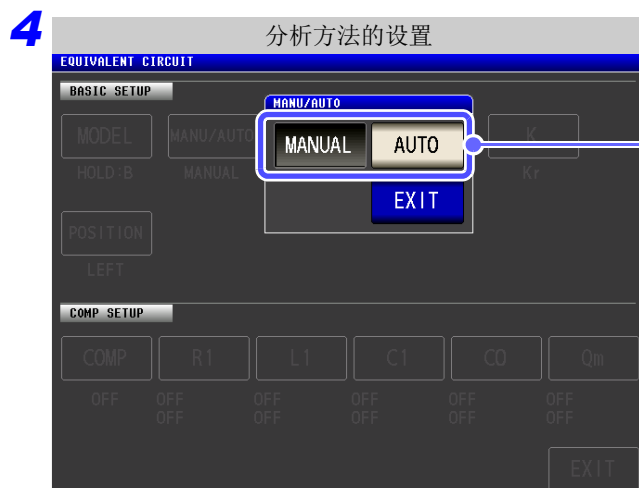 4
分析方法的设置
EQUIVALENT CIRCUIT
BASIC SETUP
MANU/AUTO
MODEL MANU/AUTO MANUAL AUTO K
HOLD:B MANUAL Kr
EXIT
POSITION
LEFT
COMP SETUP
COMP R1 L1 C1 C0 Qm
OFF OFF OFF OFF OFF OFF
OFF OFF OFF OFF OFF
EXIT